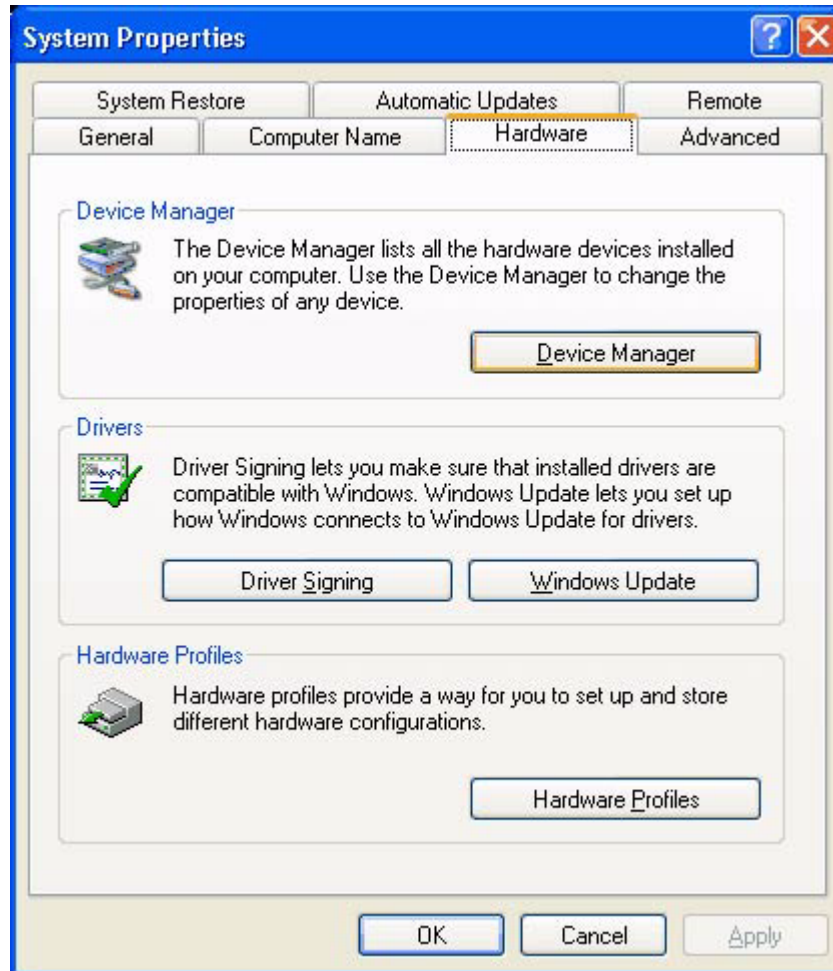 System Properties
System Restore
Automatic Updates
Remote
General
Computer Name
Hardware
Advanced
Device Manager
The Device Manager lists all the hardware devices installed
on your computer. Use the Device Manager to change the
properties of any device.
Device Manager
Drivers
Driver Signing lets you make sure that installed drivers are
compatible with Windows. Windows Update lets you set up
how Windows connects to Windows Update for drivers.
Driver Signing
Windows Update
Hardware Profiles
Hardware profiles provide a way for you to set up and store
different hardware configurations.
Hardware Profiles
OK
Cancel
Apply